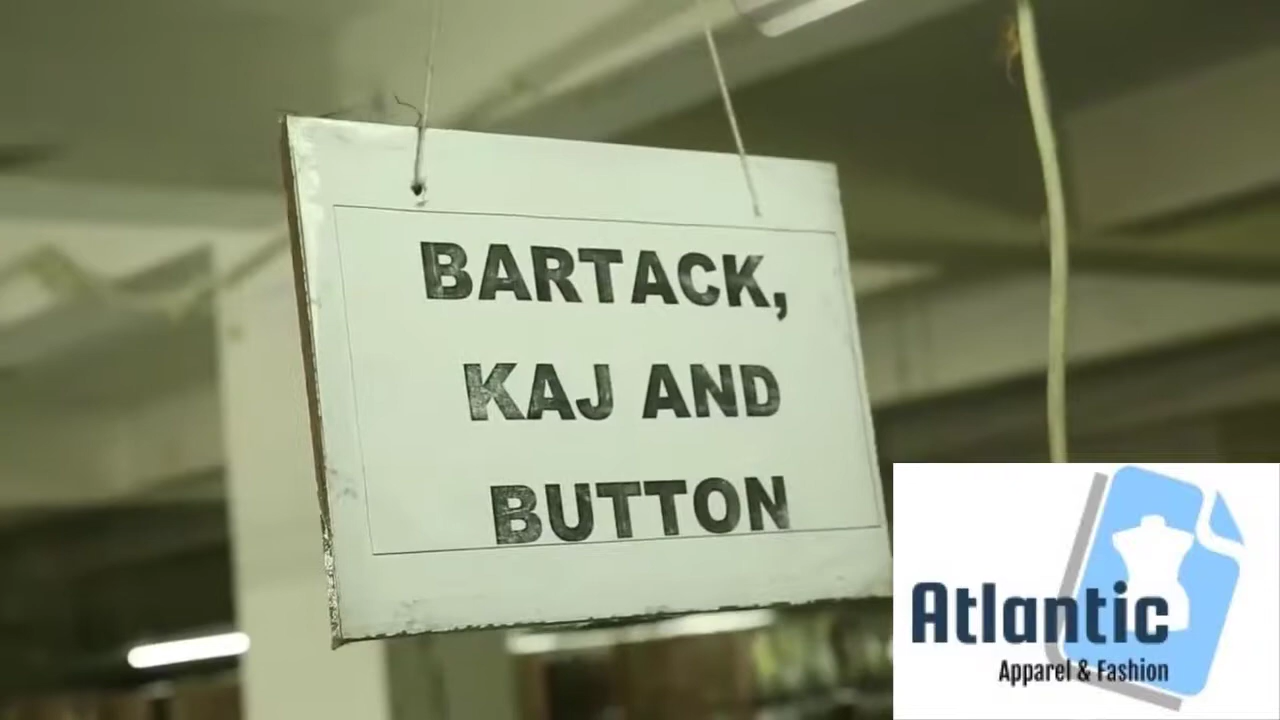 BARTACK,
KAJ AND
BUTTON
Atlantic
Apparel & Fashion